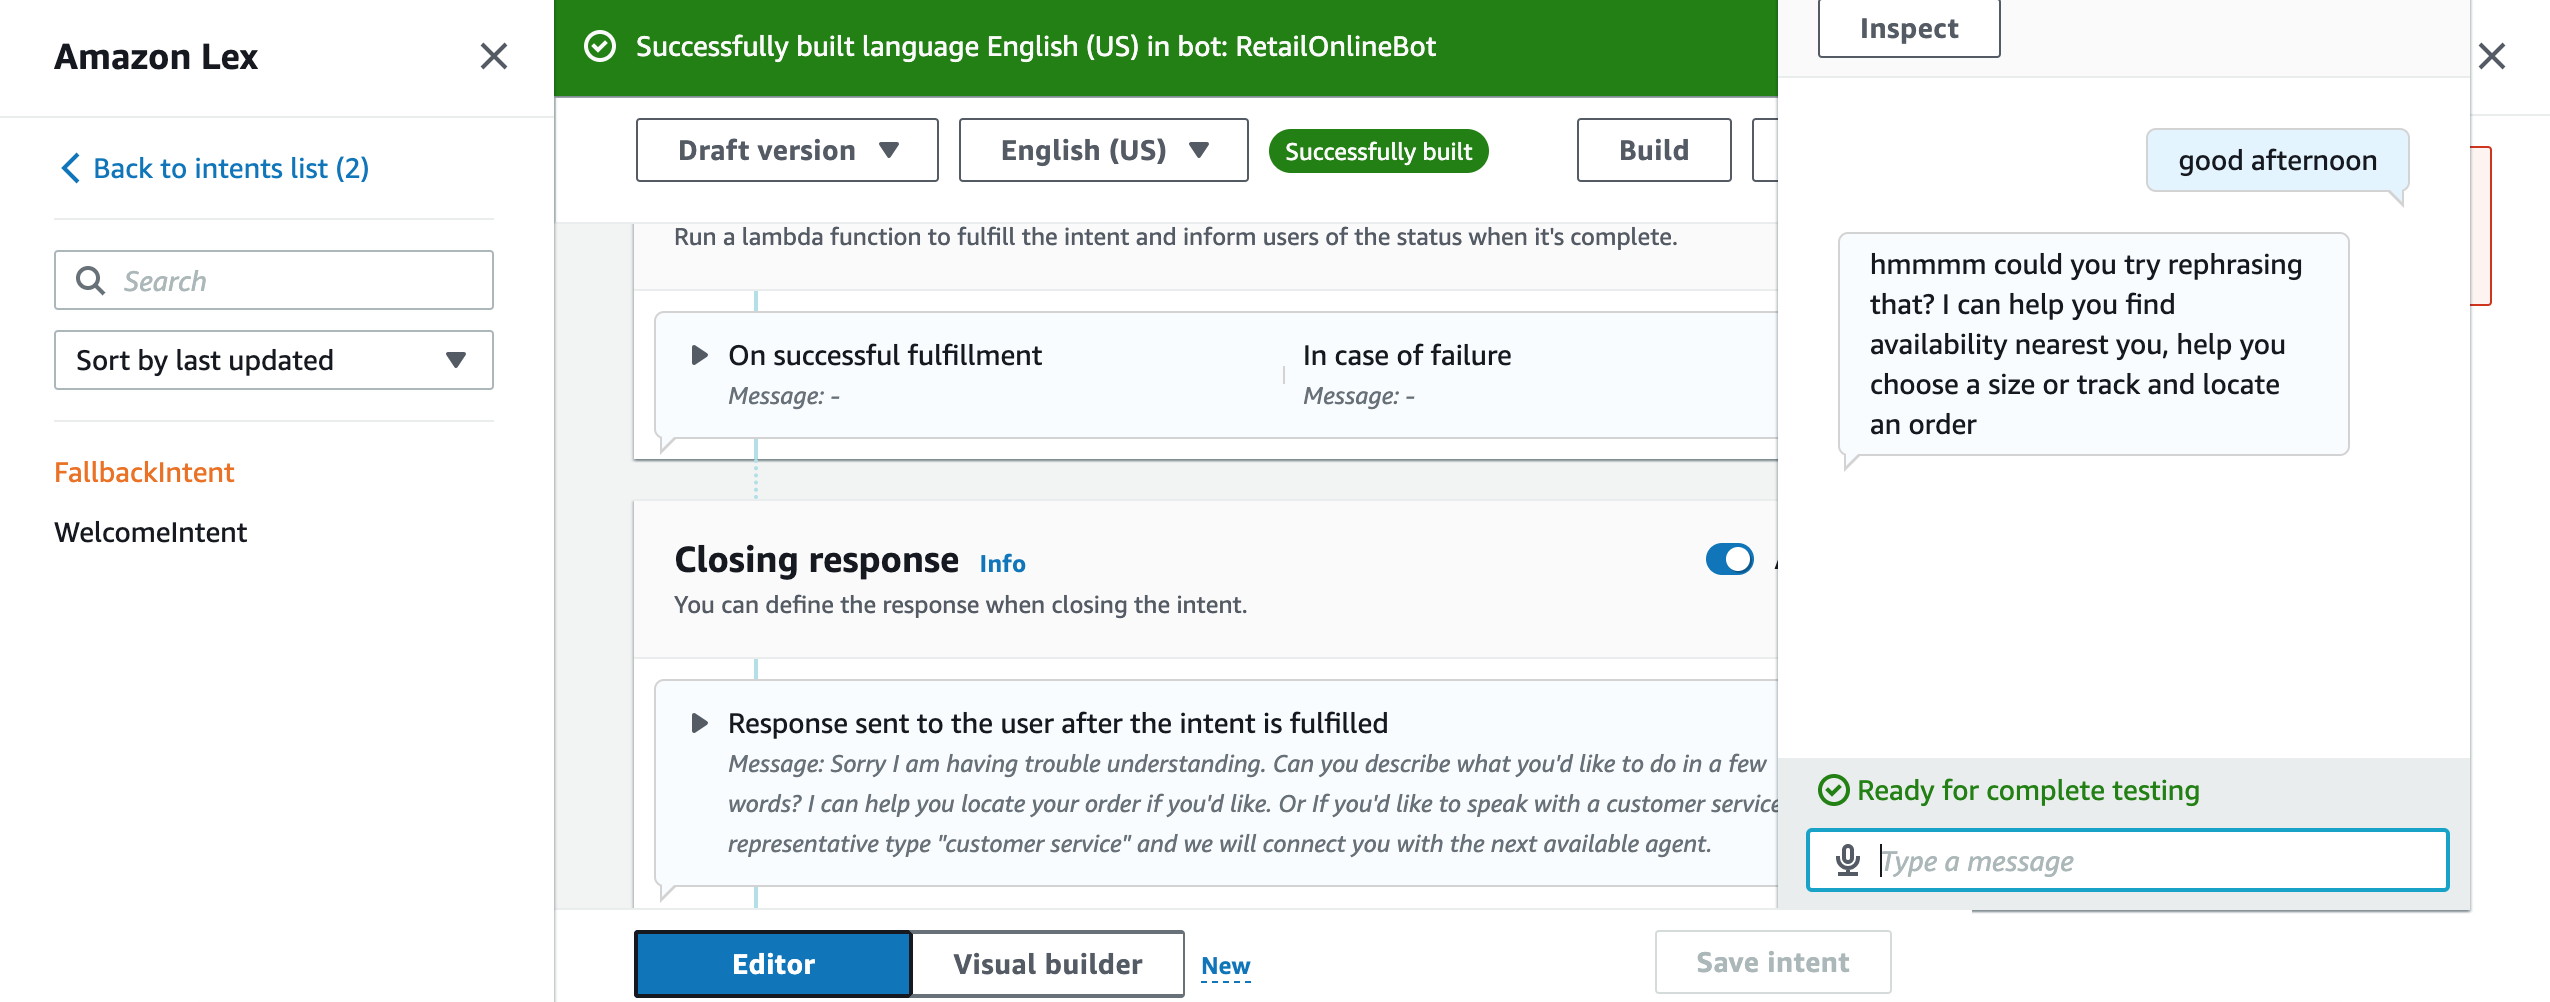 Amazon Lex
Back to intents list (2)
Search
Sort by last updated
FallbackIntent
WelcomeIntent
Successfully built language English (US) in bot: RetailOnlineBot
Draft version
English (US)
Successfully built
Build
Run a lambda function to fulfill the intent and inform users of the status when it's complete.
On successful fulfillment
Message: -
In case of failure
Message: -
Closing response Info
You can define the response when closing the intent.
Response sent to the user after the intent is fulfilled
Message: Sorry I am having trouble understanding. Can you describe what you'd like to do in a few
words? I can help you locate your order if you'd like. Or If you'd like to speak with a customer service
representative type "customer service" and we will connect you with the next available agent.
Editor
Visual builder
New
Save intent
Inspect
good afternoon
hmmmm could you try rephrasing
that? I can help you find
availability nearest you, help you
choose a size or track and locate
an order
Ready for complete testing
Type a message